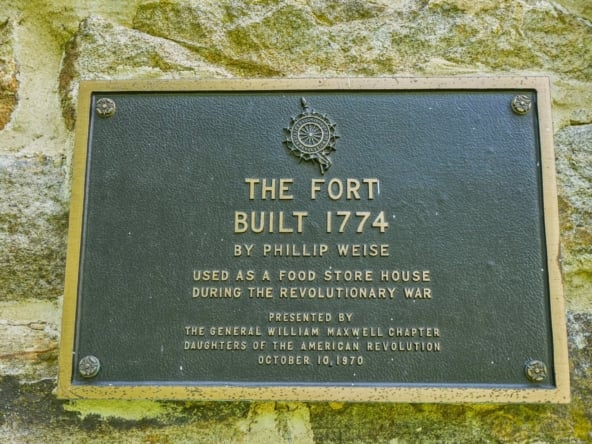 THE FORT
BUILT 1774
BY PHILLIP WEISE
USED AS A FOOD STORE HOUSE
DURING THE REVOLUTIONARY WAR
PRESENTED BY
THE GENERAL WILLIAM MAXWELL CHAPTER
DAUGHTERS OF THE AMERICAN REVOLUTION
OCTOBER 10, 1970